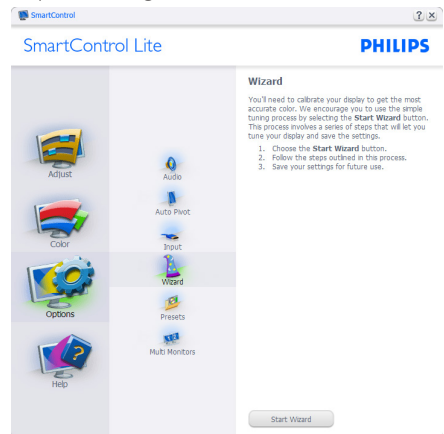 SmartControl
SmartControl Lite
PHILIPS
Adjust
Color
Options
Help
Audio
Auto Pivot
Input
Wizard
Presets
Multi Monitors
Wizard
You'll need to calibrate your display to get the most
accurate color. We encourage you to use the simple
tuning process by selecting the Start Wizard button.
This process involves a series of steps that will let you
tune your display and save the settings.
1. Choose the Start Wizard button.
2. Follow the steps outlined in this process.
3. Save your settings for future use.
Start Wizard